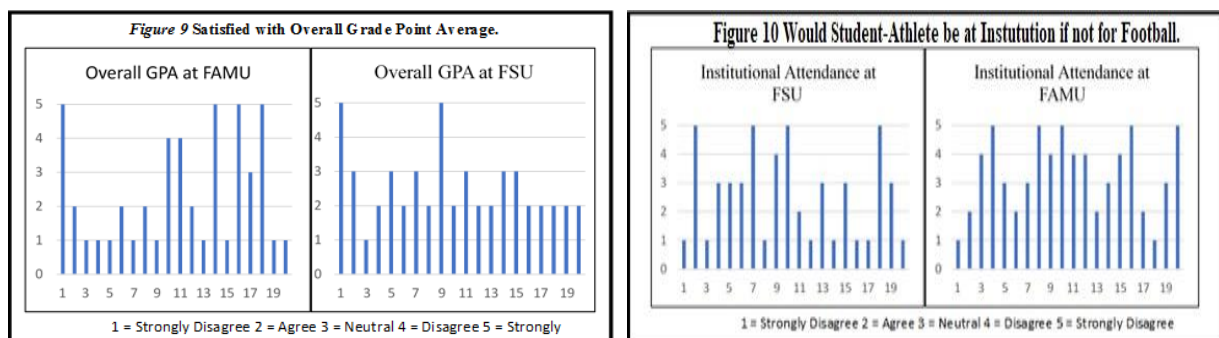 Figure 9 Satisfied with Overall Grade Point Average.
Overall GPA at FAMU
5
4
3
2
1
0
1 3 5 7 9 11 13 15 17 19
Overall GPA at FSU
5
4
3
2
1
0
1 3 5 7 9 11 13 15 17 19
1 = Strongly Disagree 2 = Agree 3 = Neutral 4 = Disagree 5 = Strongly
Figure 10 Would Student-Athlete be at Instutution if not for Football.
Institutional Attendance at
FSU
5
4
3
2
1
0
1 3 5 7 9 11 13 15 17 19
Institutional Attendance at
FAMU
5
4
3
2
1
0
1 3 5 7 9 11 13 15 17 19
1 = Strongly Disagree 2 = Agree 3 = Neutral 4 = Disagree 5 = Strongly Disagree